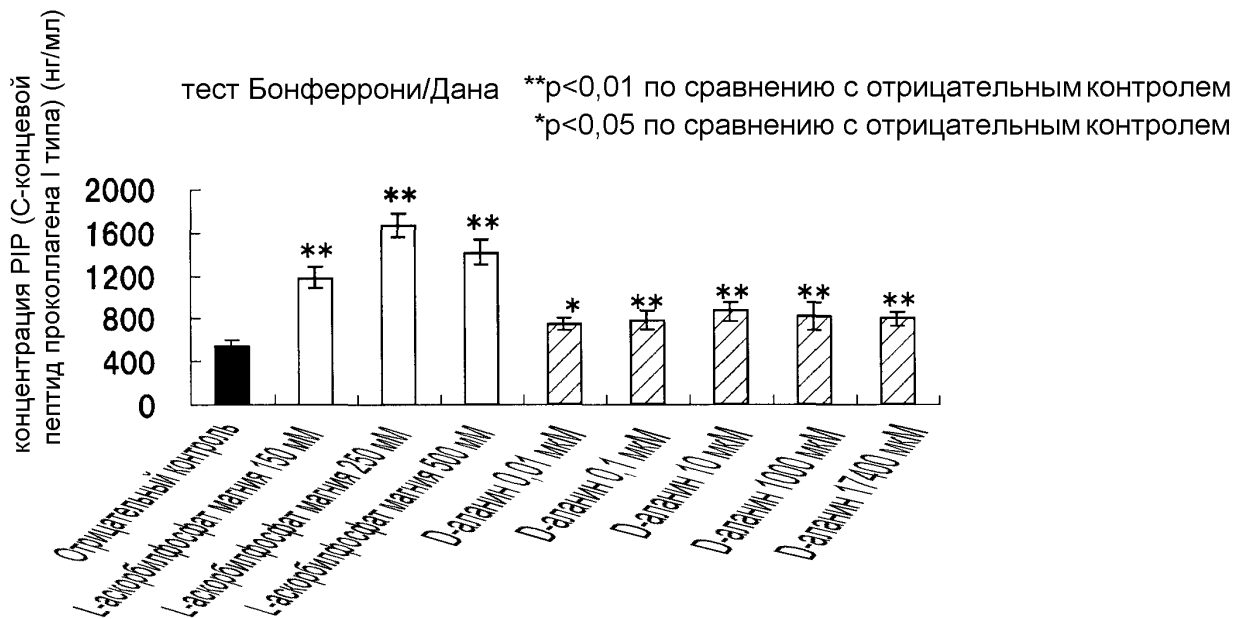 концентрация PIP (С-концевой
пептид проколлагена I типа) (нг/мл)
тест Бонферрони/Дана **p<0,01 по сравнению с отрицательным контролем
*p<0,05 по сравнению с отрицательным контролем
2000
1600
1200
800
400
0
**
**
**
*
**
**
**
**
Отрицательный контроль
L-аскорбилфосфат магния 150 мМ
L-аскорбилфосфат магния 250 мМ
L-аскорбилфосфат магния 500 мМ
D-аланин 0,01 мкМ
D-аланин 0,1 мкМ
D-аланин 10 мкМ
D-аланин 1000 мкМ
D-аланин 17400 мкМ